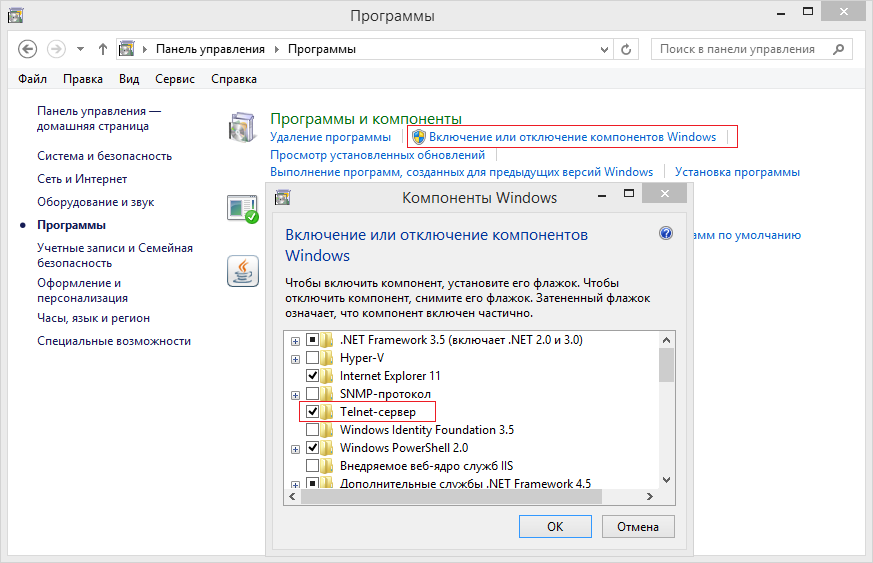 Программы
Панель управления Программы
Поиск в панели управления
Файл Правка Вид Сервис Справка
Панель управления —
домашняя страница
Система и безопасность
Сеть и Интернет
Оборудование и звук
Программы
Учетные записи и Семейная
безопасность
Оформление и
персонализация
Часы, язык и регион
Специальные возможности
Программы и компоненты
Удаление программы Включение или отключение компонентов Windows
Просмотр установленных обновлений
Выполнение программ, созданных для предыдущих версий Windows Установка программы
амм по умолчанию
Компоненты Windows
Включение или отключение компонентов
Windows
Чтобы включить компонент, установите его флажок. Чтобы
отключить компонент, снимите его флажок. Затененный флажок
означает, что компонент включен частично.
.NET Framework 3.5 (включает .NET 2.0 и 3.0)
Hyper-V
Internet Explorer 11
SNMP-протокол
Telnet-сервер
Windows Identity Foundation 3.5
Windows PowerShell 2.0
Внедряемое веб-ядро служб IIS
Дополнительные службы .NET Framework 4.5
ОК Отмена